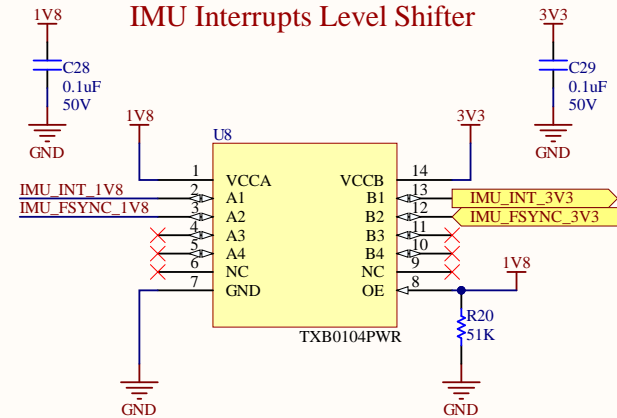 IMU Interrupts Level Shifter
1V8
3V3
C28
0.1uF
50V
GND
C29
0.1uF
50V
GND
1V8
3V3
U8
1 VCCA VCCB 14
IMU_INT_1V8 2 A1 B1 13 IMU_INT_3V3
IMU_FSYNC_1V8 3 A2 B2 12 IMU_FSYNC_3V3
4 A3 B3 11
5 A4 B4 10
6 NC NC 9
7 GND OE 8
1V8
R20
51K
TXB0104PWR
GND
GND